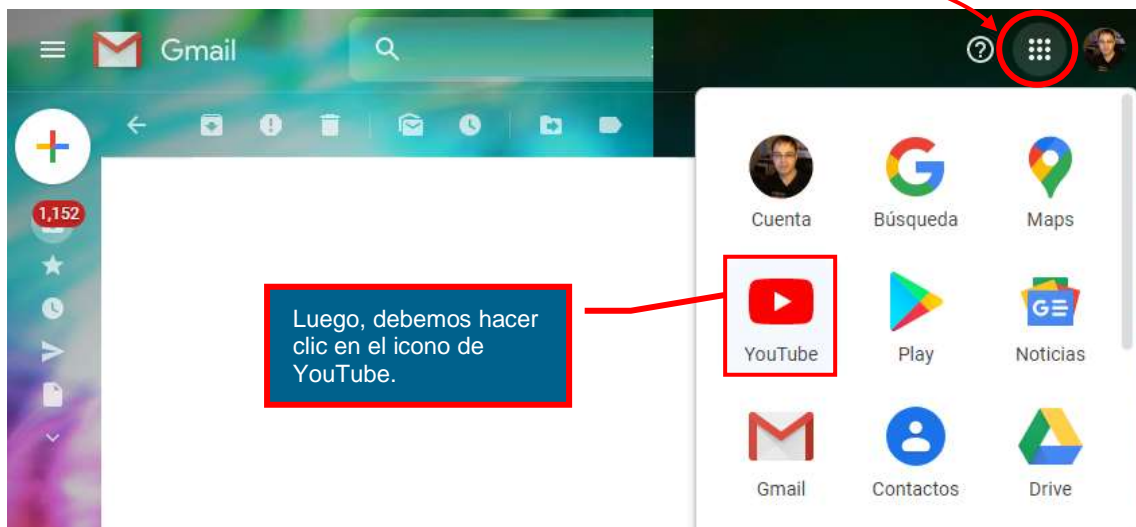 Gmail
1,152
Cuenta
Búsqueda
Maps
Luego, debemos hacer
clic en el icono de
YouTube.
YouTube
Play
Noticias
Gmail
Contactos
Drive